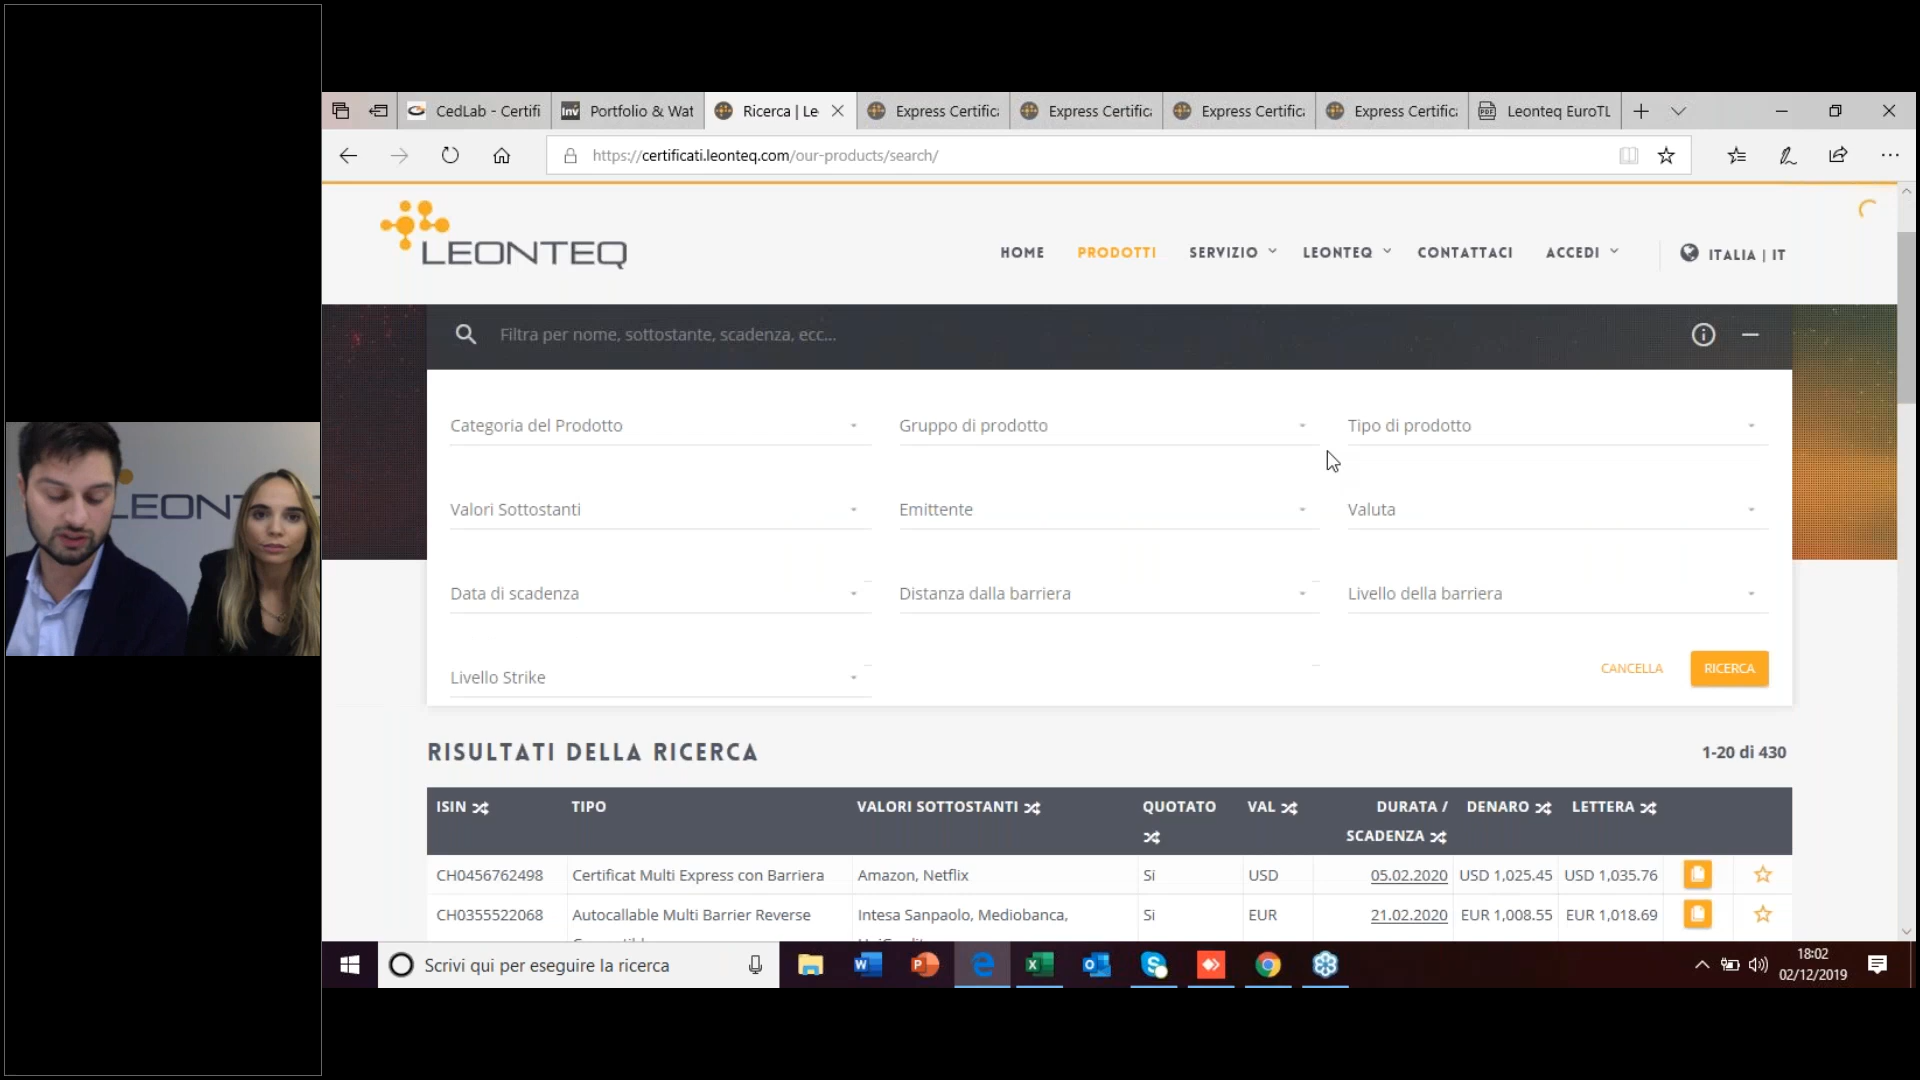 CedLab - Certifi
Portfolio & Wat
Ricerca | Le
Express Certific
Express Certific
Express Certific
Express Certific
Leonteq EuroTL
https://certificati.leonteq.com/our-products/search/
LEONTEQ
HOME
PRODOTTI
SERVIZIO
LEONTEQ
CONTATTACI
ACCEDI
ITALIA | IT
Filtra per nome, sottostante, scadenza, ecc...
Categoria del Prodotto
Gruppo di prodotto
Tipo di prodotto
Valori Sottostanti
Emittente
Valuta
Data di scadenza
Distanza dalla barriera
Livello della barriera
Livello Strike
CANCELLA
RICERCA
RISULTATI DELLA RICERCA
1-20 di 430
ISIN
TIPO
VALORI SOTTOSTANTI
QUOTATO
VAL
DURATA /
SCADENZA
DENARO
LETTERA
CH0456762498
Certificat Multi Express con Barriera
Amazon, Netflix
Sí
USD
05.02.2020
USD 1,025.45
USD 1,035.76
CH0355522068
Autocallable Multi Barrier Reverse
Intesa Sanpaolo, Mediobanca,
Sí
EUR
21.02.2020
EUR 1,008.55
EUR 1,018.69
Scrivi qui per eseguire la ricerca
18:02
02/12/2019